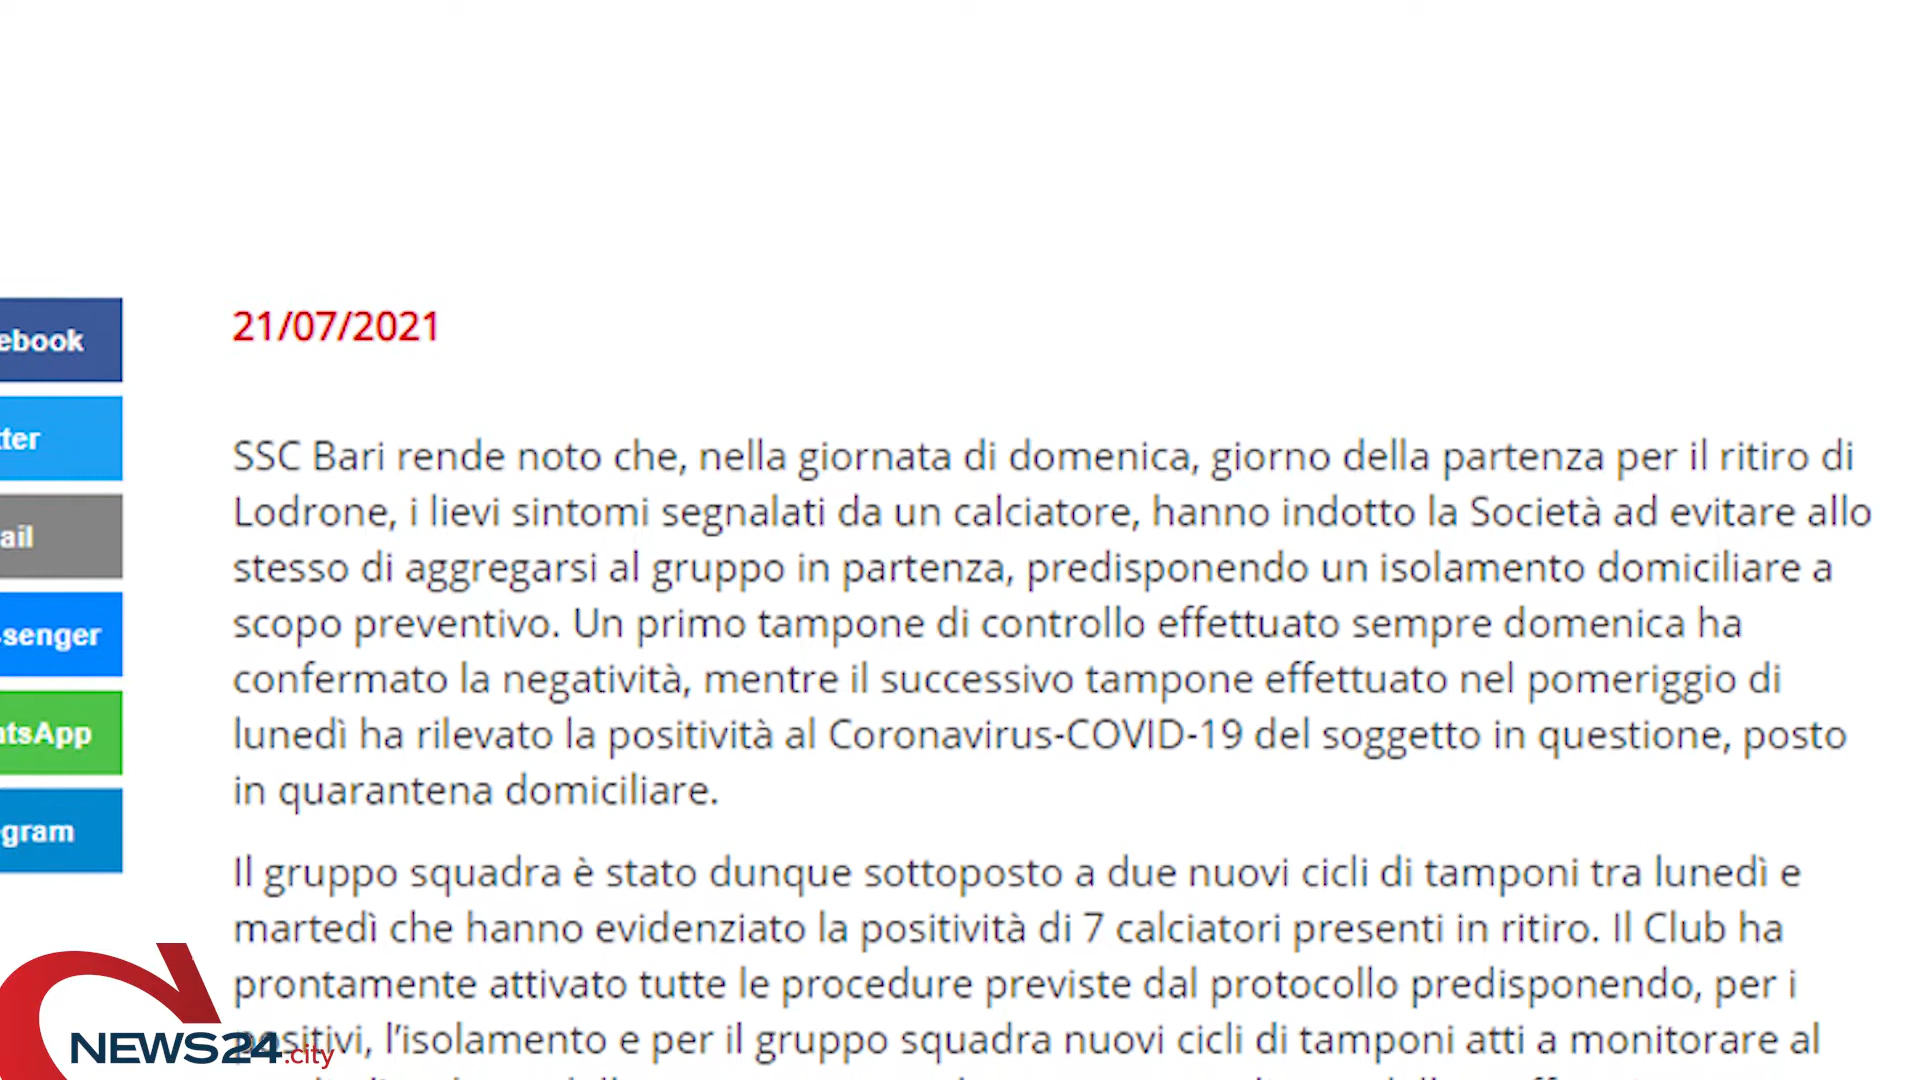 21/07/2021
SSC Bari rende noto che, nella giornata di domenica, giorno della partenza per il ritiro di
Lodrone, i lievi sintomi segnalati da un calciatore, hanno indotto la Società ad evitare allo
stesso di aggregarsi al gruppo in partenza, predisponendo un isolamento domiciliare a
scopo preventivo. Un primo tampone di controllo effettuato sempre domenica ha
confermato la negatività, mentre il successivo tampone effettuato nel pomeriggio di
lunedì ha rilevato la positività al Coronavirus-COVID-19 del soggetto in questione, posto
in quarantena domiciliare.
Il gruppo squadra è stato dunque sottoposto a due nuovi cicli di tamponi tra lunedì e
martedì che hanno evidenziato la positività di 7 calciatori presenti in ritiro. Il Club ha
prontamente attivato tutte le procedure previste dal protocollo predisponendo, per i
positivi, l'isolamento e per il gruppo squadra nuovi cicli di tamponi atti a monitorare al
ebook
tter
ail
senger
atsApp
gram
NEWS24.city